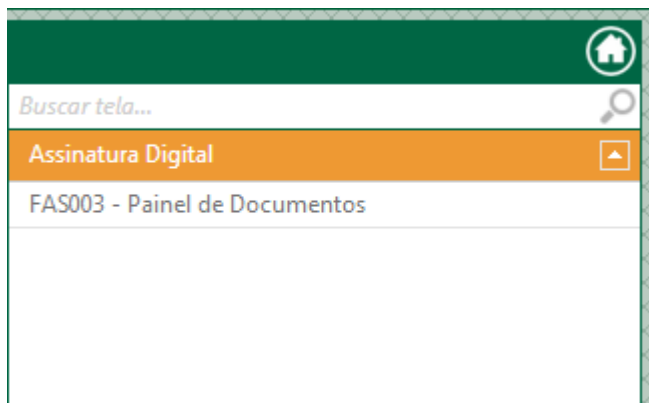 Buscar tela...
Assinatura Digital
FAS003 - Painel de Documentos